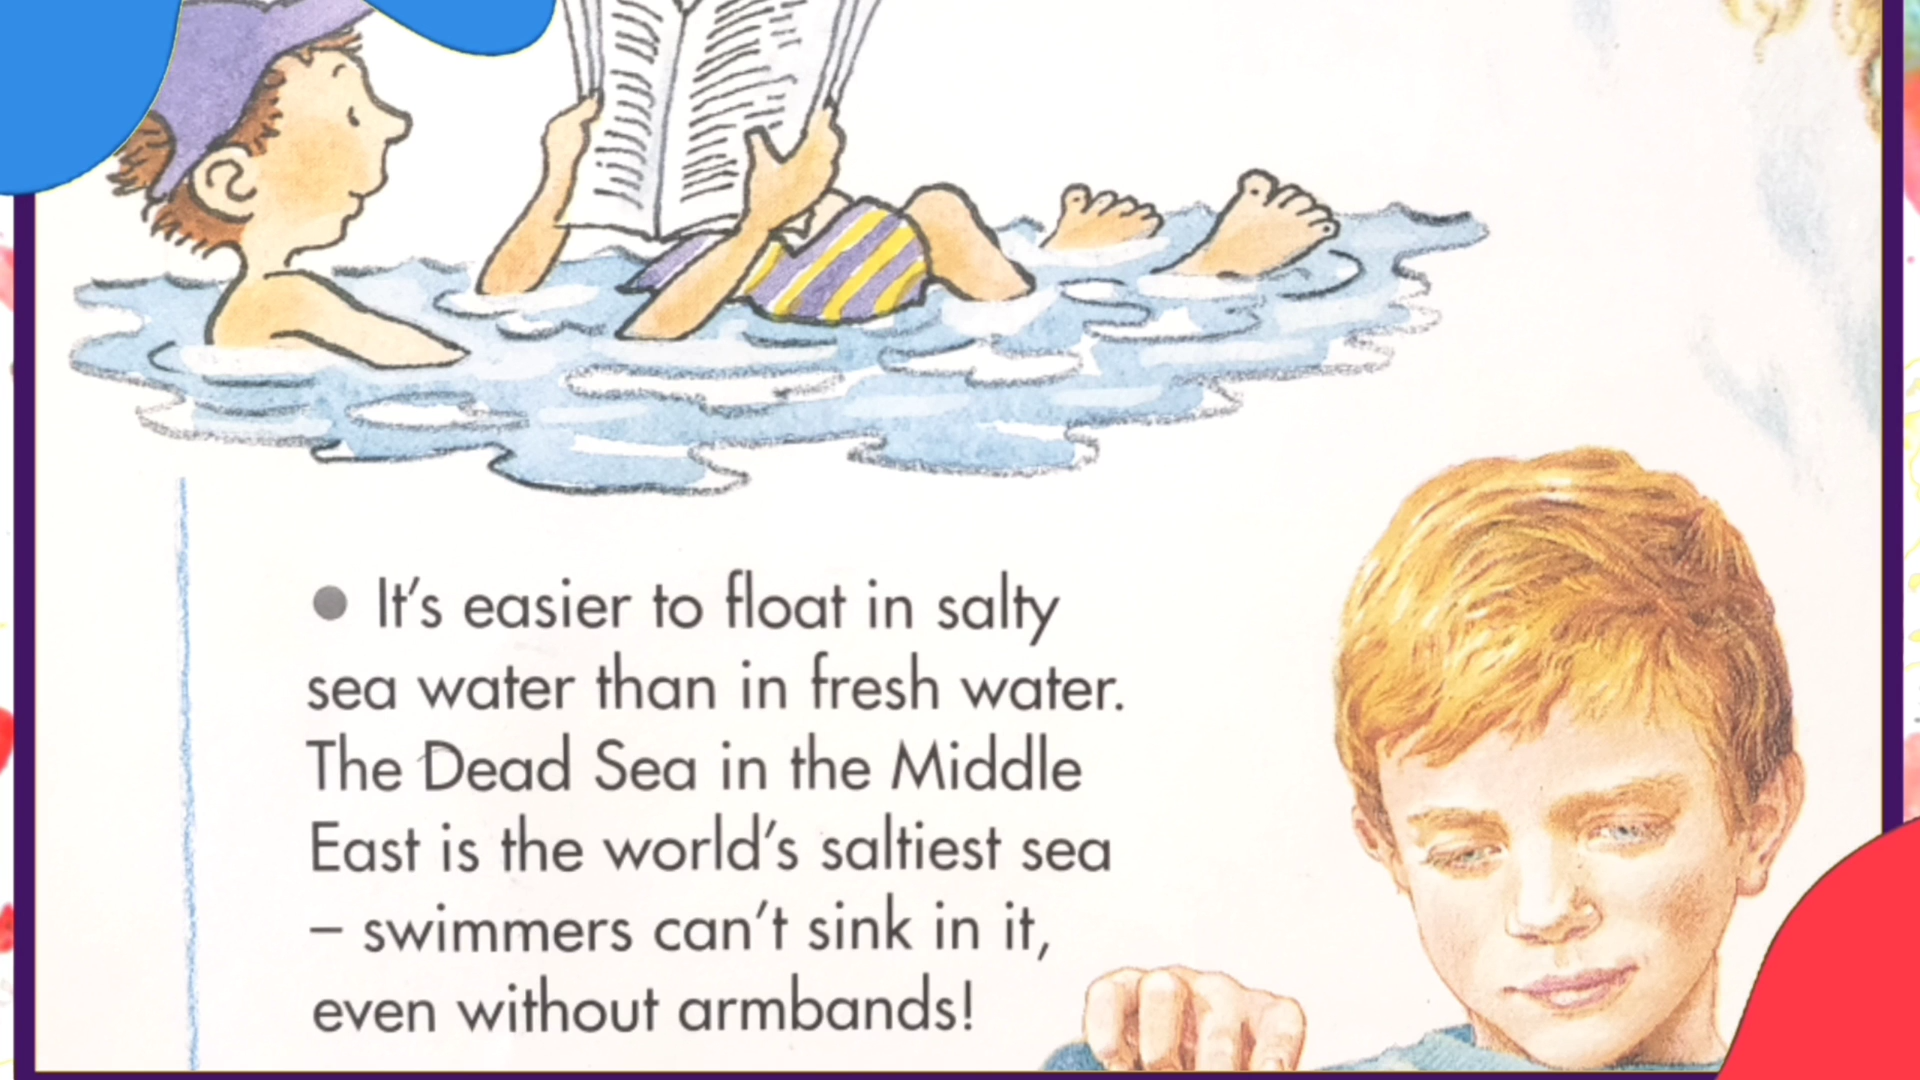 ● It's easier to float in salty
sea water than in fresh water.
The Dead Sea in the Middle
East is the world's saltiest sea
– swimmers can't sink in it,
even without armbands!